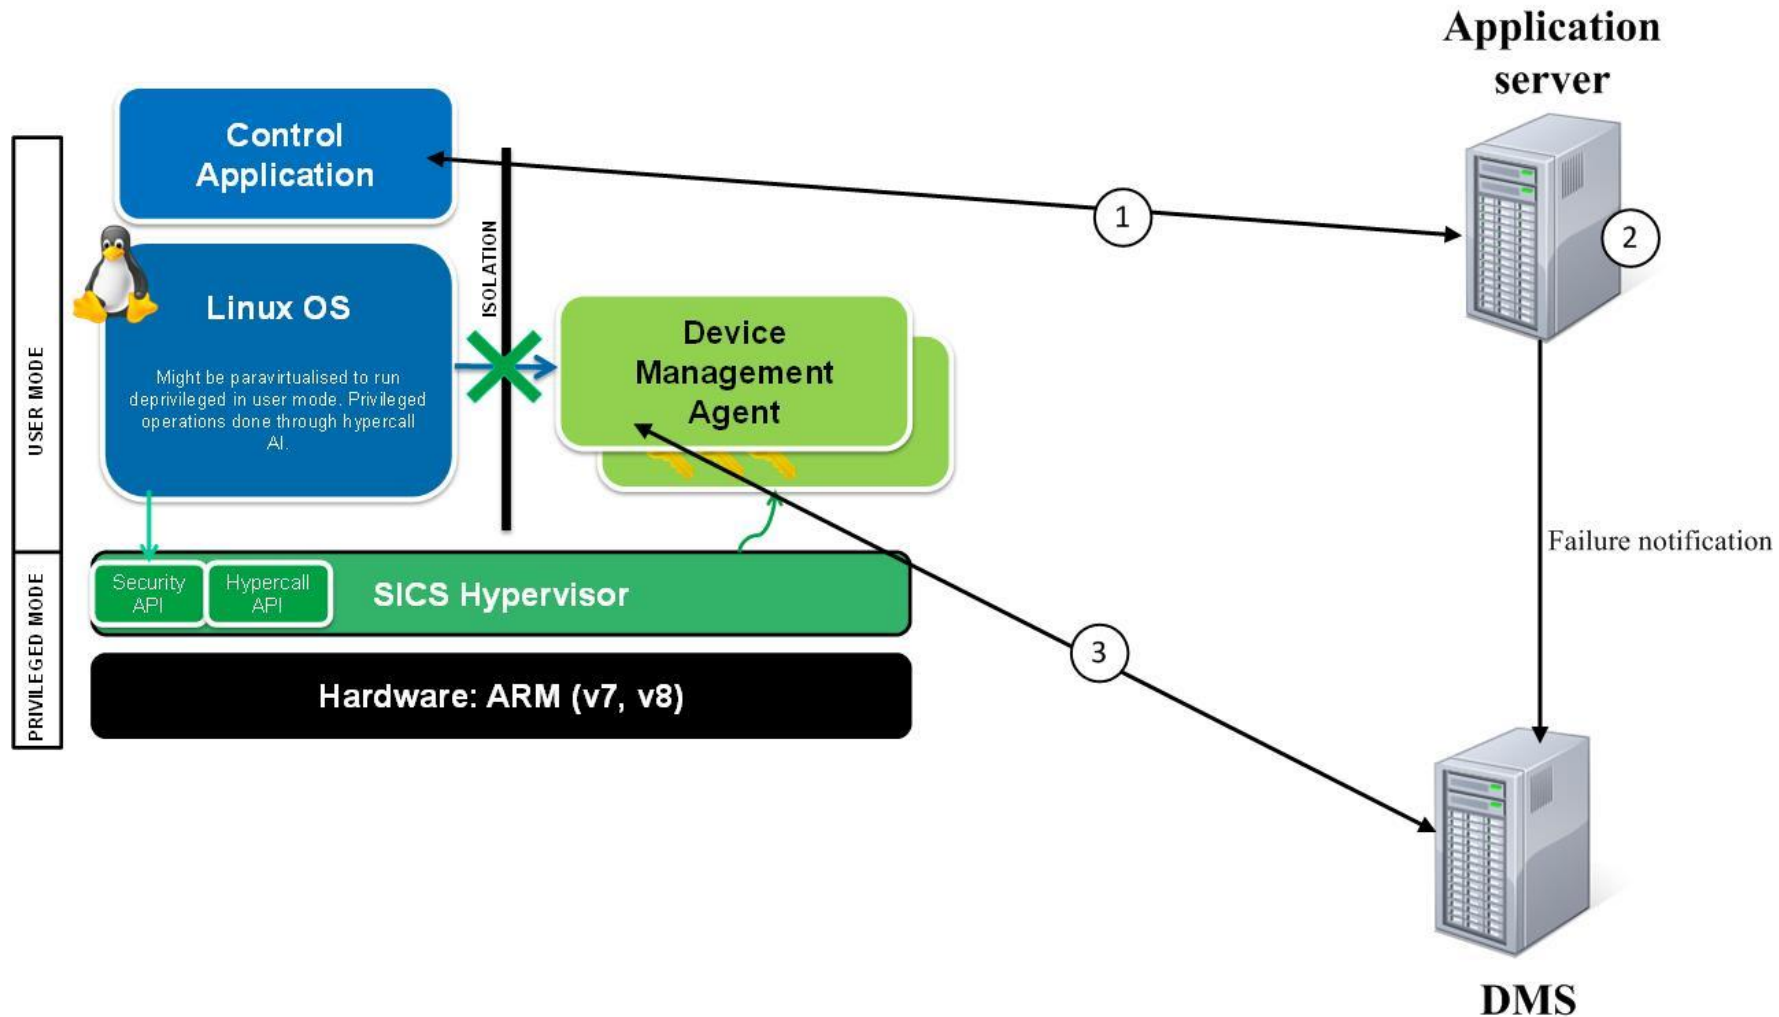 Application
server
Control
Application
1
2
ISOLATION
Linux OS
Might be paravirtualised to run
deprivileged in user mode. Privileged
operations done through hypercall
AI.
Device
Management
Agent
USER MODE
Failure notification
Security
API
Hypercall
API
SICS Hypervisor
3
PRIVILEGED MODE
Hardware: ARM (v7, v8)
DMS